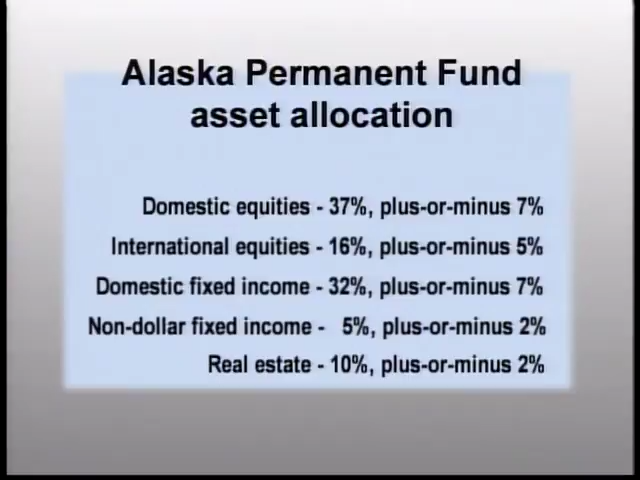 Alaska Permanent Fund
asset allocation
Domestic equities - 37%, plus-or-minus 7%
International equities - 16%, plus-or-minus 5%
Domestic fixed income - 32%, plus-or-minus 7%
Non-dollar fixed income - 5%, plus-or-minus 2%
Real estate - 10%, plus-or-minus 2%